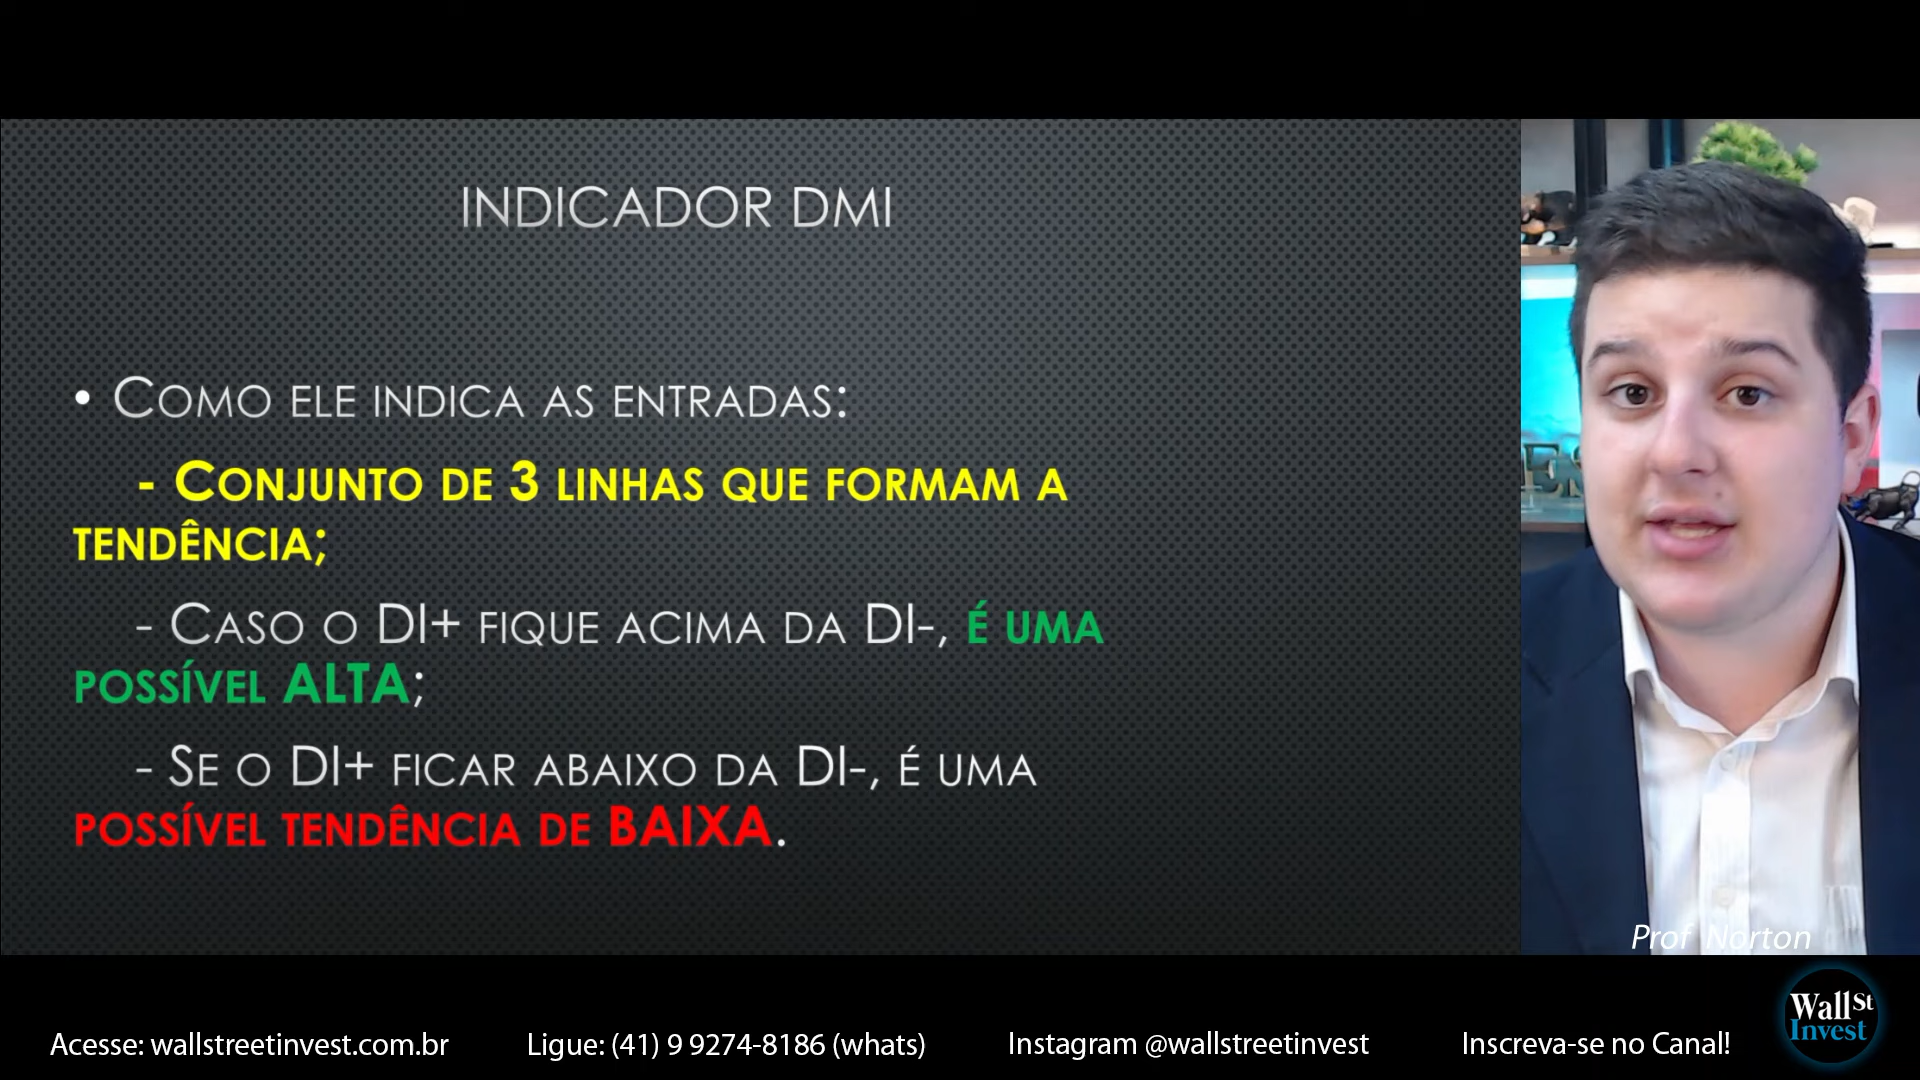 INDICADOR DMI
• COMO ELE INDICA AS ENTRADAS:
- CONJUNTO DE 3 LINHAS QUE FORMAM A
TENDÊNCIA;
- CASO O DI+ FIQUE ACIMA DA DI-, É UMA
POSSÍVEL ALTA;
- SE O DI+ FICAR ABAIXO DA DI-, É UMA
POSSÍVEL TENDÊNCIA DE BAIXA.
Prof Norton
Wall St
Invest
Acesse: wallstreetinvest.com.br Ligue: (41) 9 9274-8186 (whats) Instagram @wallstreetinvest Inscreva-se no Canal!